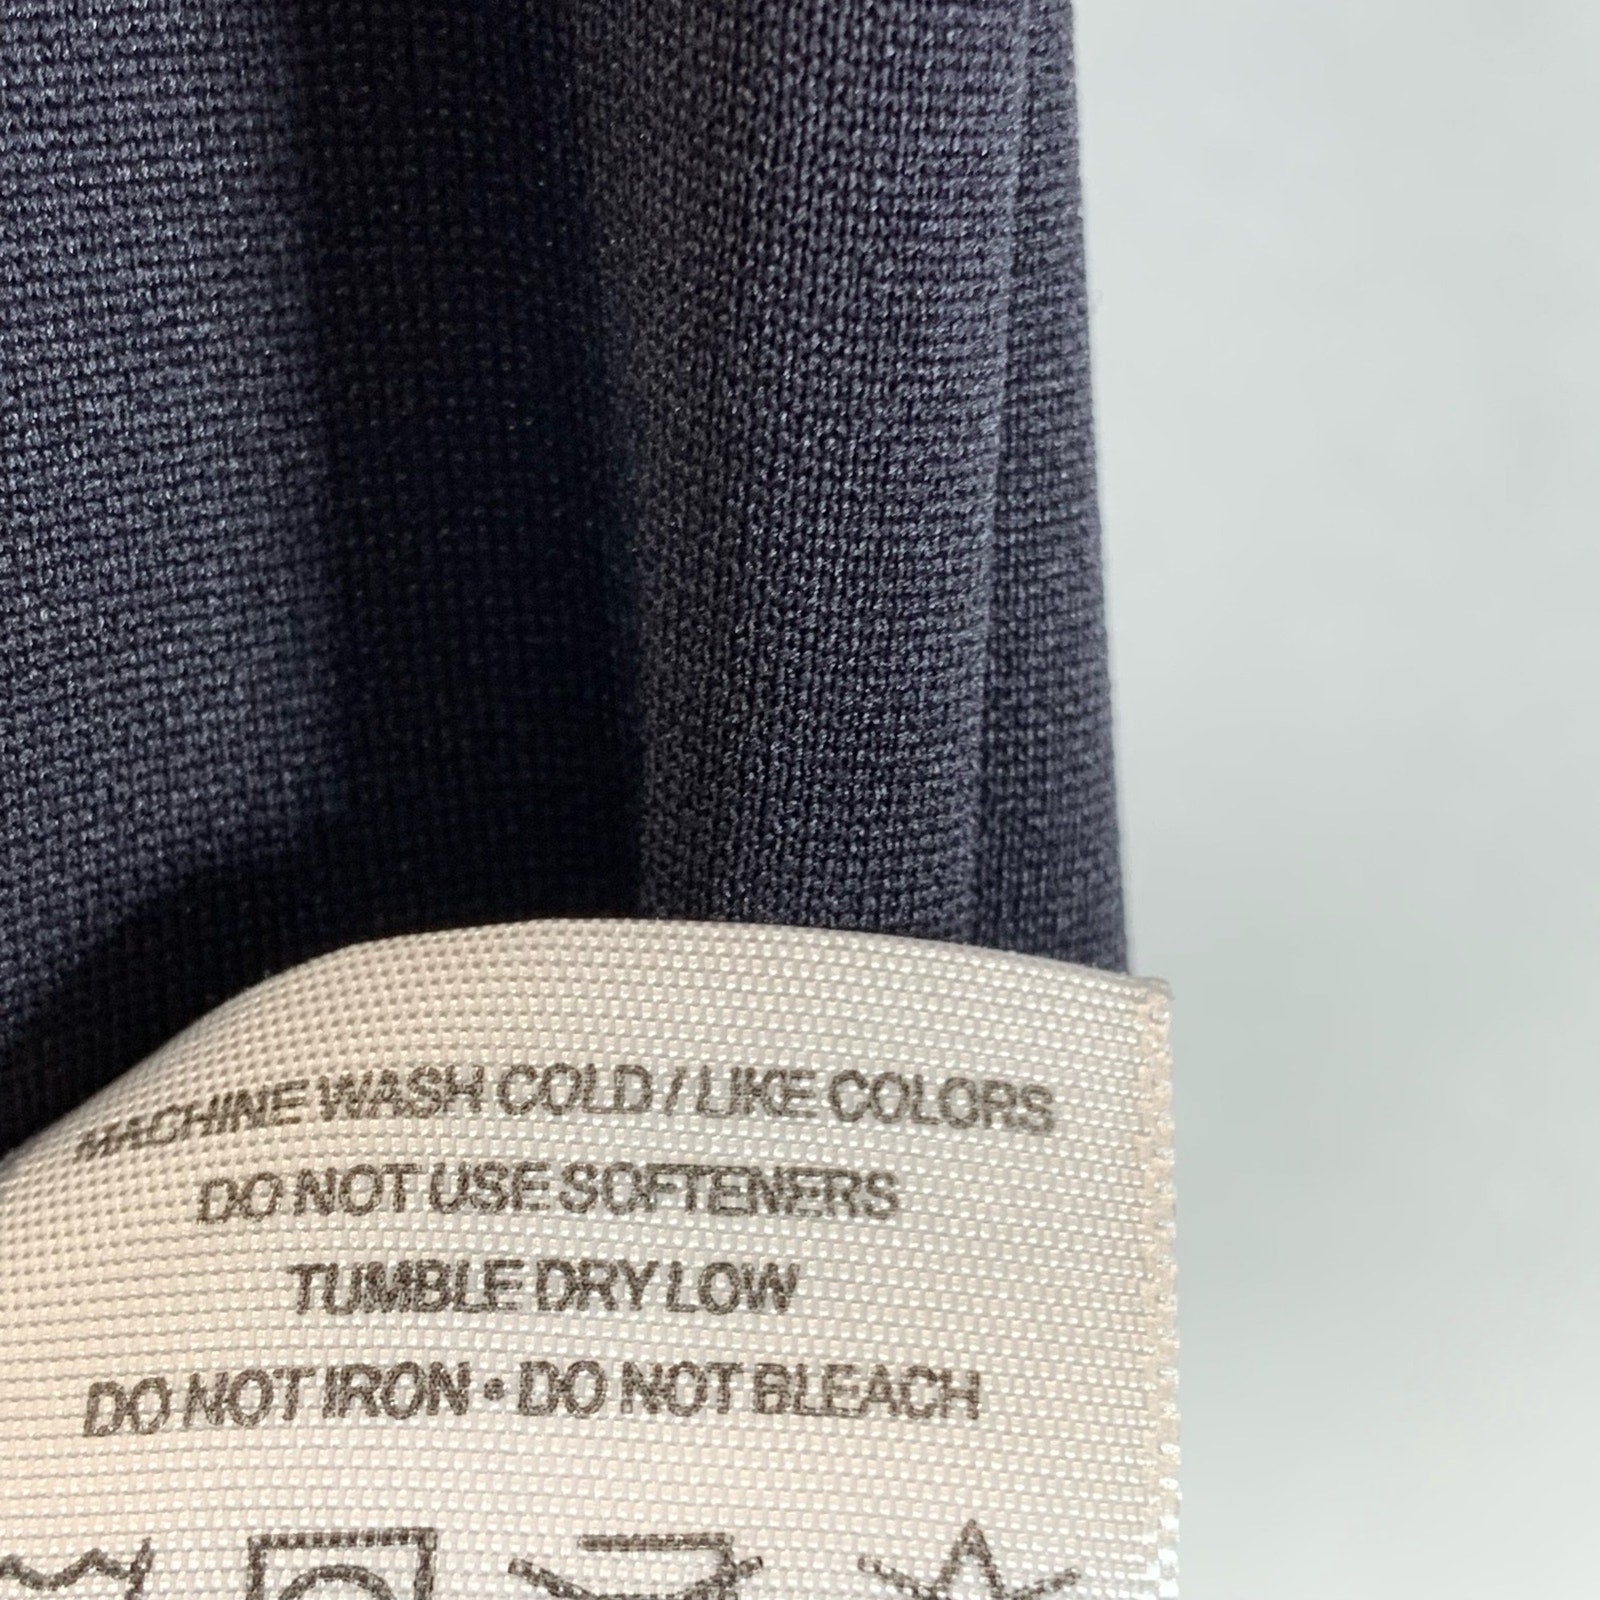 MACHINE WASH COLD / LIKE COLORS
DO NOT USE SOFTENERS
TUMBLE DRY LOW
DO NOT IRON • DO NOT BLEACH